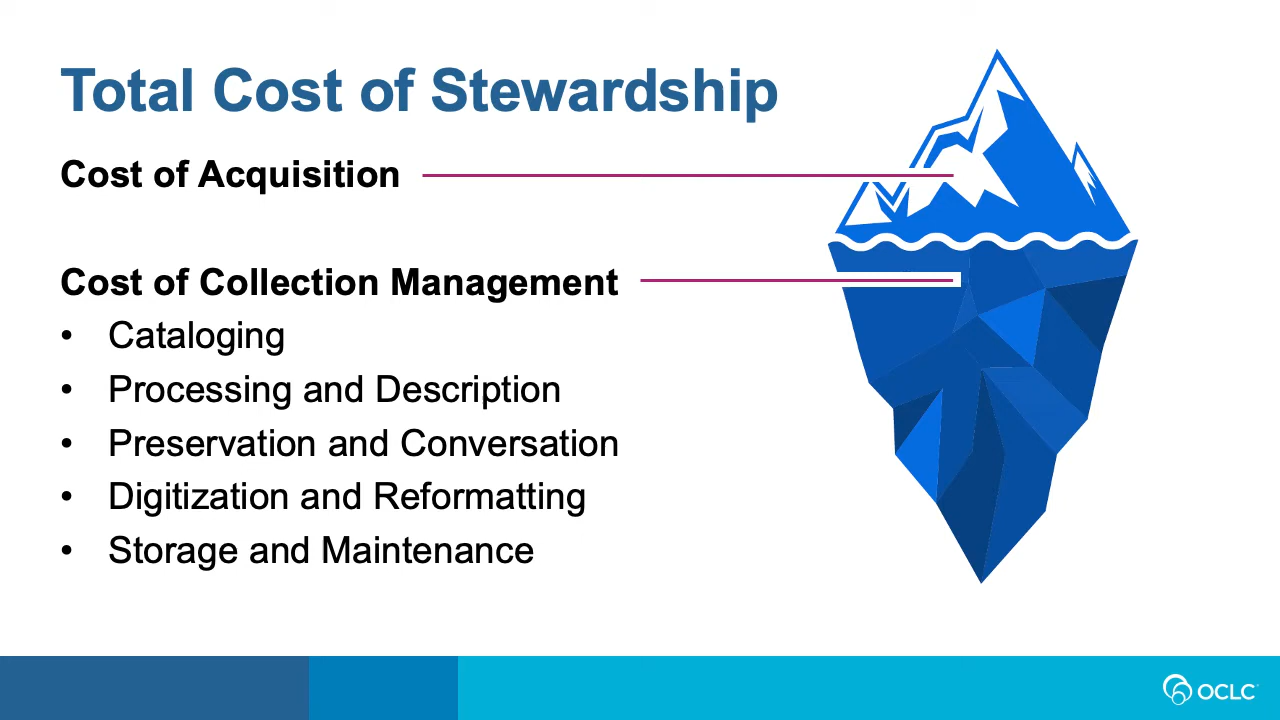 Total Cost of Stewardship
Cost of Acquisition
Cost of Collection Management
• Cataloging
• Processing and Description
• Preservation and Conversation
• Digitization and Reformatting
• Storage and Maintenance
OCLC